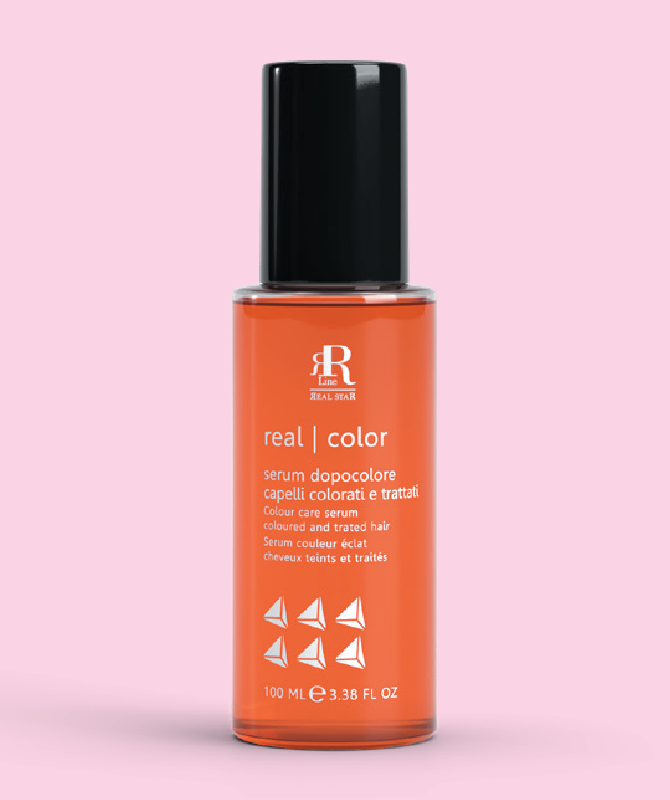 RR
Line
REAL STAR
real | color
serum dopocolore
capelli colorati e trattati
Colour care serum
coloured and trated hair
Serum couleur éclat
cheveux teints et traités
100 ML e 3.38 FL OZ